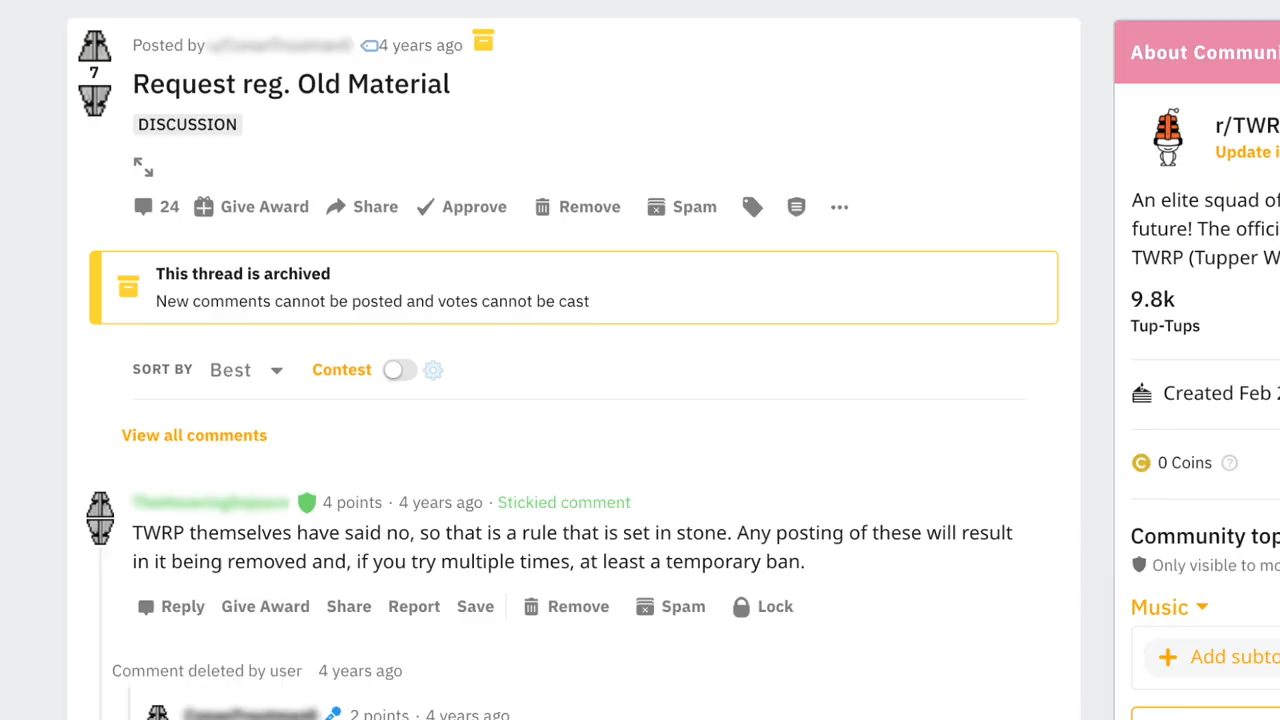 Posted by 4 years ago
7
Request reg. Old Material
DISCUSSION
24 Give Award Share Approve Remove Spam
This thread is archived
New comments cannot be posted and votes cannot be cast
SORT BY Best Contest
View all comments
4 points · 4 years ago · Stickied comment
TWRP themselves have said no, so that is a rule that is set in stone. Any posting of these will result
in it being removed and, if you try multiple times, at least a temporary ban.
Reply Give Award Share Report Save Remove Spam Lock
Comment deleted by user 4 years ago
2 points · 4 years ago
About Communi
r/TWR
Update i
An elite squad of
future! The offici
TWRP (Tupper W
9.8k
Tup-Tups
Created Feb 2
0 Coins
Community top
Only visible to mo
Music
Add subto